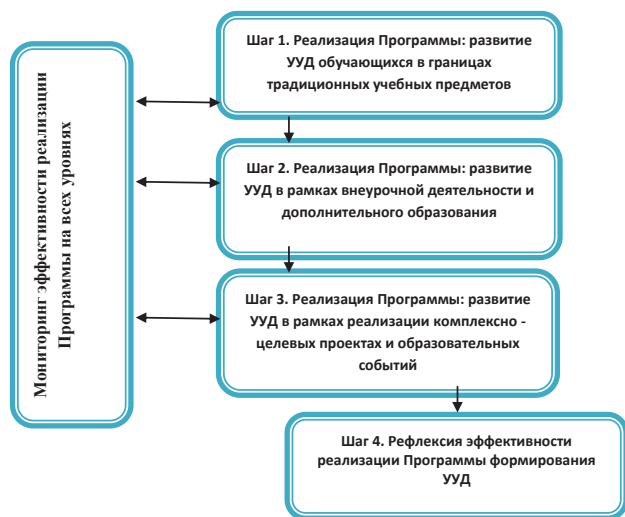 Мониторинг эффективности реализации
Программы на всех уровнях
Шаг 1. Реализация Программы: развитие
УУД обучающихся в границах
традиционных учебных предметов
Шаг 2. Реализация Программы: развитие
УУД в рамках внеурочной деятельности и
дополнительного образования
Шаг 3. Реализация Программы: развитие
УУД в рамках реализации комплексно -
целевых проектах и образовательных
событий
Шаг 4. Рефлексия эффективности
реализации Программы формирования
УУД